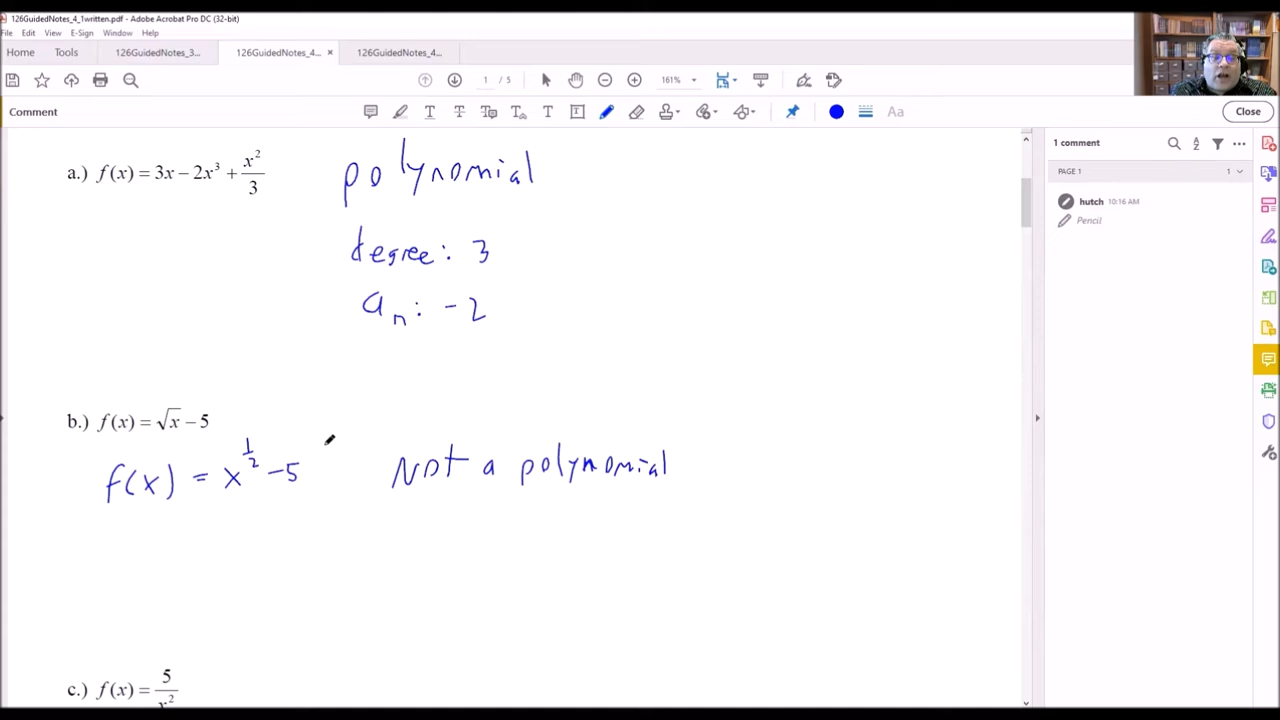 126GuidedNotes_4_1written.pdf - Adobe Acrobat Pro DC (32-bit)
File Edit View E-Sign Window Help
Home Tools 126GuidedNotes_3... 126GuidedNotes_4... × 126GuidedNotes_4...
1 / 5 161%
Comment Aa Close
1 comment
PAGE 1 1
hutch 10:16 AM
Pencil
a.) f(x) = 3x − 2x³ + x²/3 polynomial
degree: 3
aₙ: -2
b.) f(x) = √x − 5
f(x) = x^1/2 -5 Not a polynomial
c.) f(x) = 5/x²